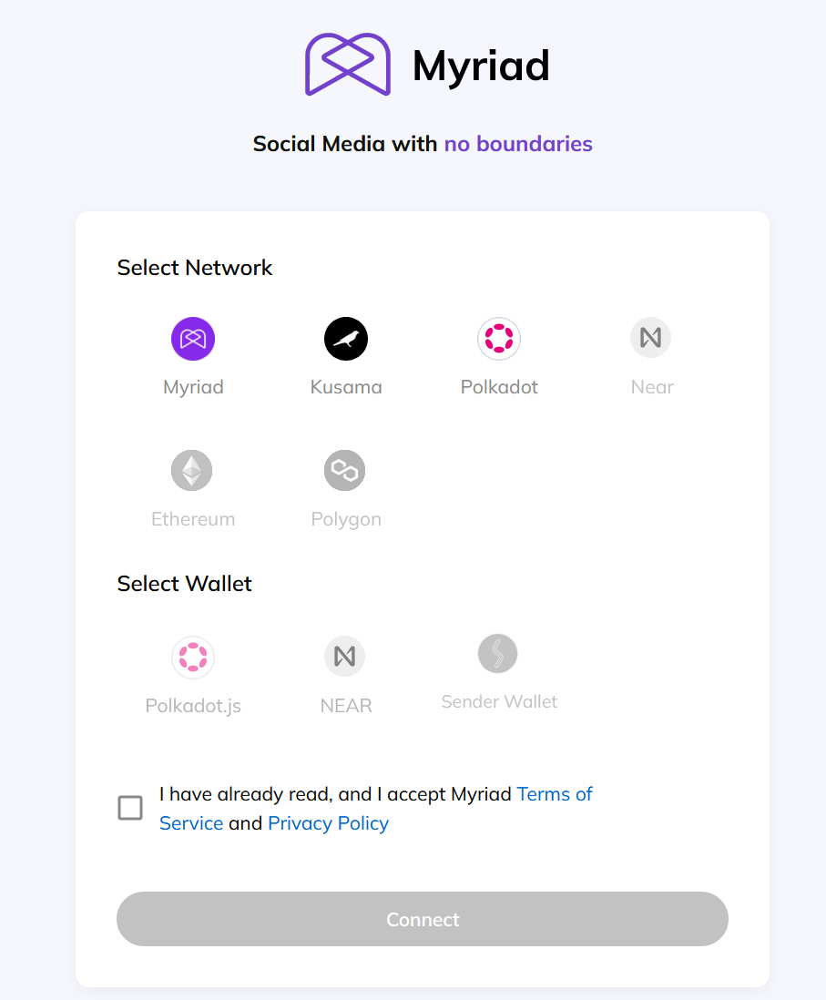 Myriad
Social Media with no boundaries
Select Network
Myriad
Kusama
Polkadot
Near
Ethereum
Polygon
Select Wallet
Polkadot.js
NEAR
Sender Wallet
I have already read, and I accept Myriad Terms of
Service and Privacy Policy
Connect